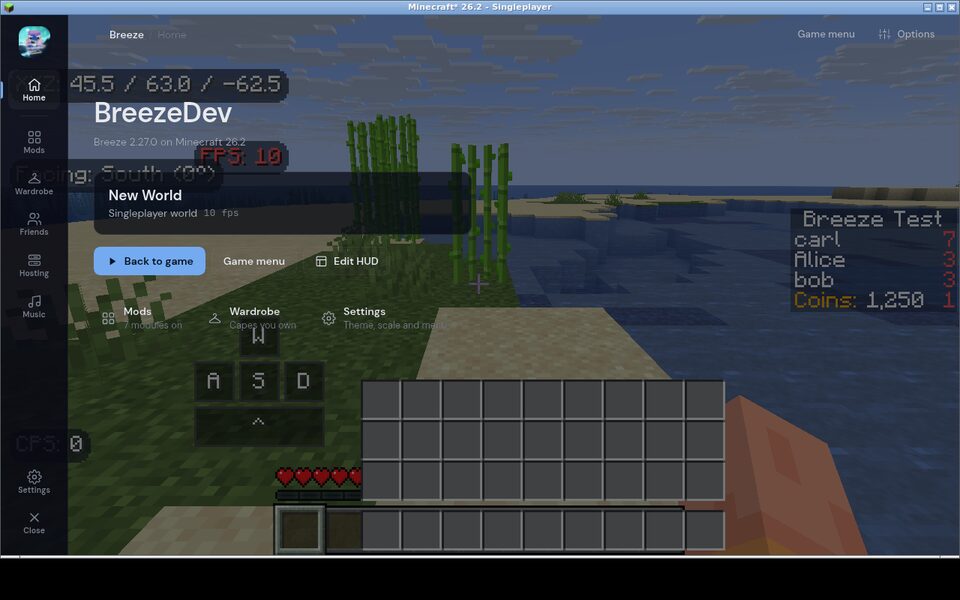 Minecraft* 26.2 - Singleplayer
Breeze / Home
Game menu
Options
45.5 / 63.0 / -62.5
Home
BreezeDev
Breeze 2.27.0 on Minecraft 26.2
Mods
FPS: 10
Facing: South (0°)
Wardrobe
New World
Singleplayer world 10 fps
Friends
Breeze Test
carl 7
Alice 3
bob 3
Coins: 1,250 1
Back to game
Game menu
Edit HUD
Hosting
Music
Mods
7 modules on
Wardrobe
Capes you own
Settings
Theme, scale and menu
W
A
S
D
^
CPS: 0
Settings
Close